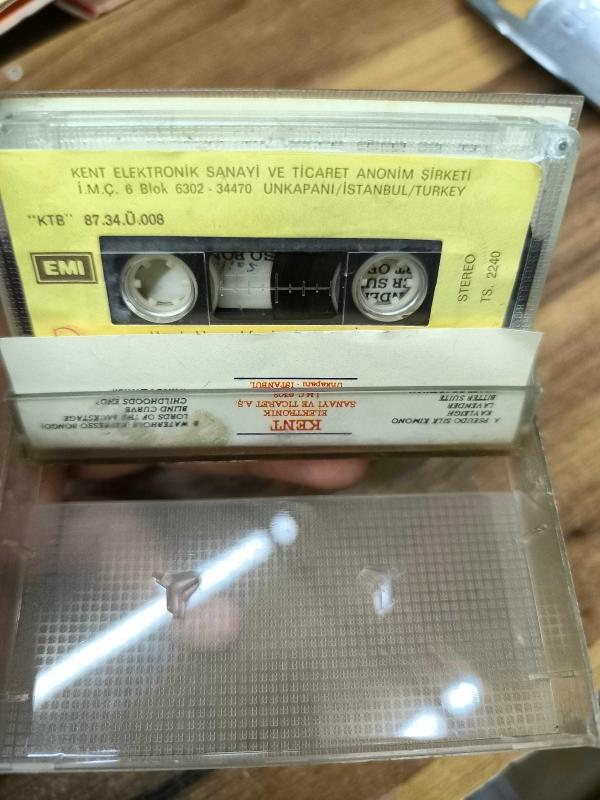 KENT ELEKTRONİK SANAYİ VE TİCARET ANONİM ŞİRKETİ
İ.M.Ç. 6 Blok 6302 - 34470 UNKAPANI/İSTANBUL/TURKEY
"KTB" 87.34.Ü.008
EMI
STEREO
TS. 2240
A PSEUDO SILK KIMONO
KAYLEIGH
LAVENDER
BITTER SUITE
KENT
ELEKTRONİK
SANAYİ VE TİCARET A.Ş.
İ.M.Ç. 6302
Unkapanı - İSTANBUL
B WATERHOLE (EXPRESSO BONGO)
LORDS OF THE BACKSTAGE
BLIND CURVE
CHILDHOODS END?